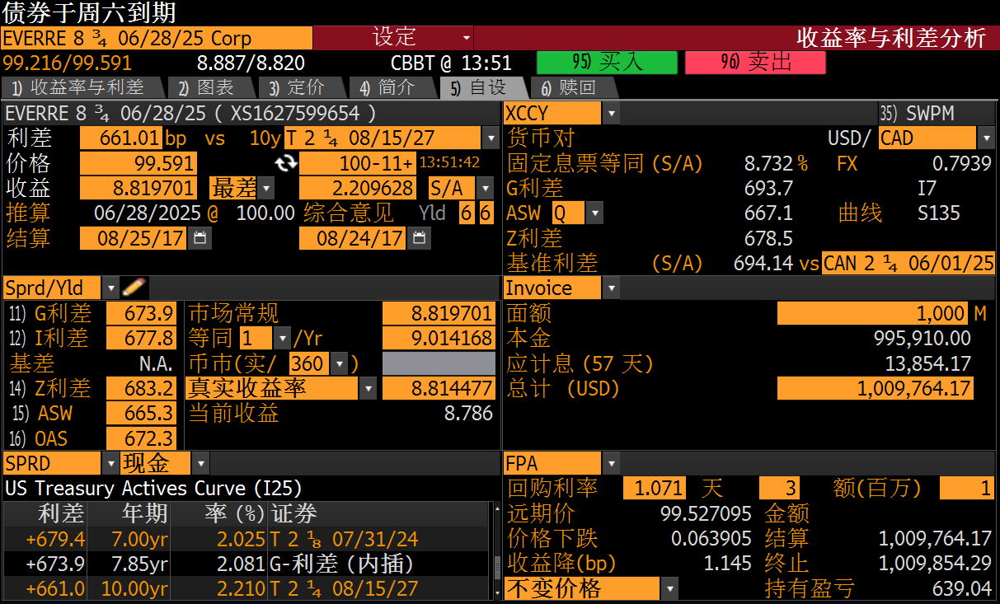 债券于周六到期
EVERRE 8 ¾ 06/28/25 Corp 设定 收益率与利差分析
99.216/99.591 8.887/8.820 CBBT @ 13:51 95) 买入 96) 卖出
1) 收益率与利差 2) 图表 3) 定价 4) 简介 5) 自设 6) 赎回
EVERRE 8 ¾ 06/28/25 ( XS1627599654 )
利差 661.01 bp vs 10y T 2 ¼ 08/15/27
价格 99.591 100-11+ 13:51:42
收益 8.819701 最差 2.209628 S/A
推算 06/28/2025 @ 100.00 综合意见 Yld 6 6
结算 08/25/17 08/24/17
XCCY 35) SWPM
货币对 USD/ CAD
固定息票等同 (S/A) 8.732 % FX 0.7939
G利差 693.7 I7
ASW Q 667.1 曲线 S135
Z利差 678.5
基准利差 (S/A) 694.14 vs CAN 2 ¼ 06/01/25
Sprd/Yld
11) G利差 673.9 市场常规 8.819701
12) I利差 677.8 等同 1 /Yr 9.014168
基差 N.A. 币市(实/ 360 )
14) Z利差 683.2 真实收益率 8.814477
15) ASW 665.3 当前收益 8.786
16) OAS 672.3
Invoice
面额 1,000 M
本金 995,910.00
应计息 (57 天) 13,854.17
总计 (USD) 1,009,764.17
SPRD 现金
US Treasury Actives Curve (I25)
利差 年期 率 (%) 证券
+679.4 7.00yr 2.025 T 2 ⅛ 07/31/24
+673.9 7.85yr 2.081 G-利差 (内插)
+661.0 10.00yr 2.210 T 2 ¼ 08/15/27
FPA
回购利率 1.071 天 3 额(百万) 1
远期价 99.527095 金额
价格下跌 0.063905 结算 1,009,764.17
收益降(bp) 1.145 终止 1,009,854.29
不变价格 持有盈亏 639.04